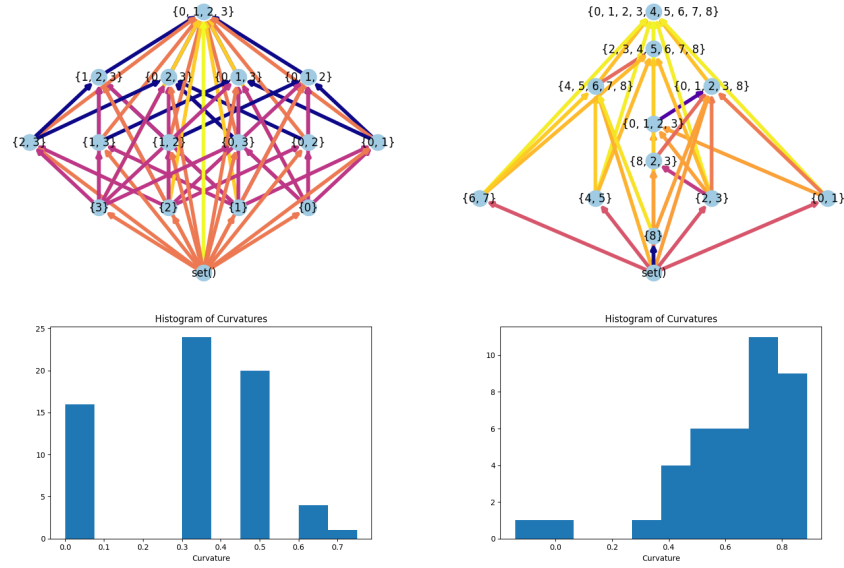 {0, 1, 2, 3}
{1, 2, 3} {0, 2, 3} {0, 1, 3} {0, 1, 2}
{2, 3} {1, 3} {1, 2} {0, 3} {0, 2} {0, 1}
{3} {2} {1} {0}
set()
{0, 1, 2, 3, 4, 5, 6, 7, 8}
{2, 3, 4, 5, 6, 7, 8}
{4, 5, 6, 7, 8} {0, 1, 2, 3, 8}
{0, 1, 2, 3}
{8, 2, 3}
{6, 7} {4, 5} {2, 3} {0, 1}
{8}
set()
Histogram of Curvatures
25
20
15
10
5
0
0.0 0.1 0.2 0.3 0.4 0.5 0.6 0.7
Curvature
Histogram of Curvatures
10
8
6
4
2
0
0.0 0.2 0.4 0.6 0.8
Curvature